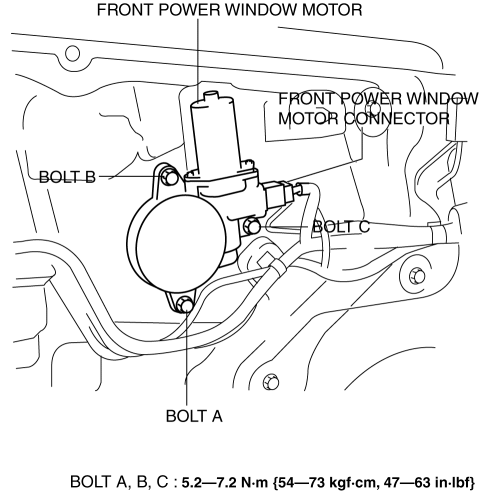 FRONT POWER WINDOW MOTOR
FRONT POWER WINDOW
MOTOR CONNECTOR
BOLT B
BOLT C
BOLT A
BOLT A, B, C : 5.2—7.2 N·m {54—73 kgf·cm, 47—63 in·lbf}